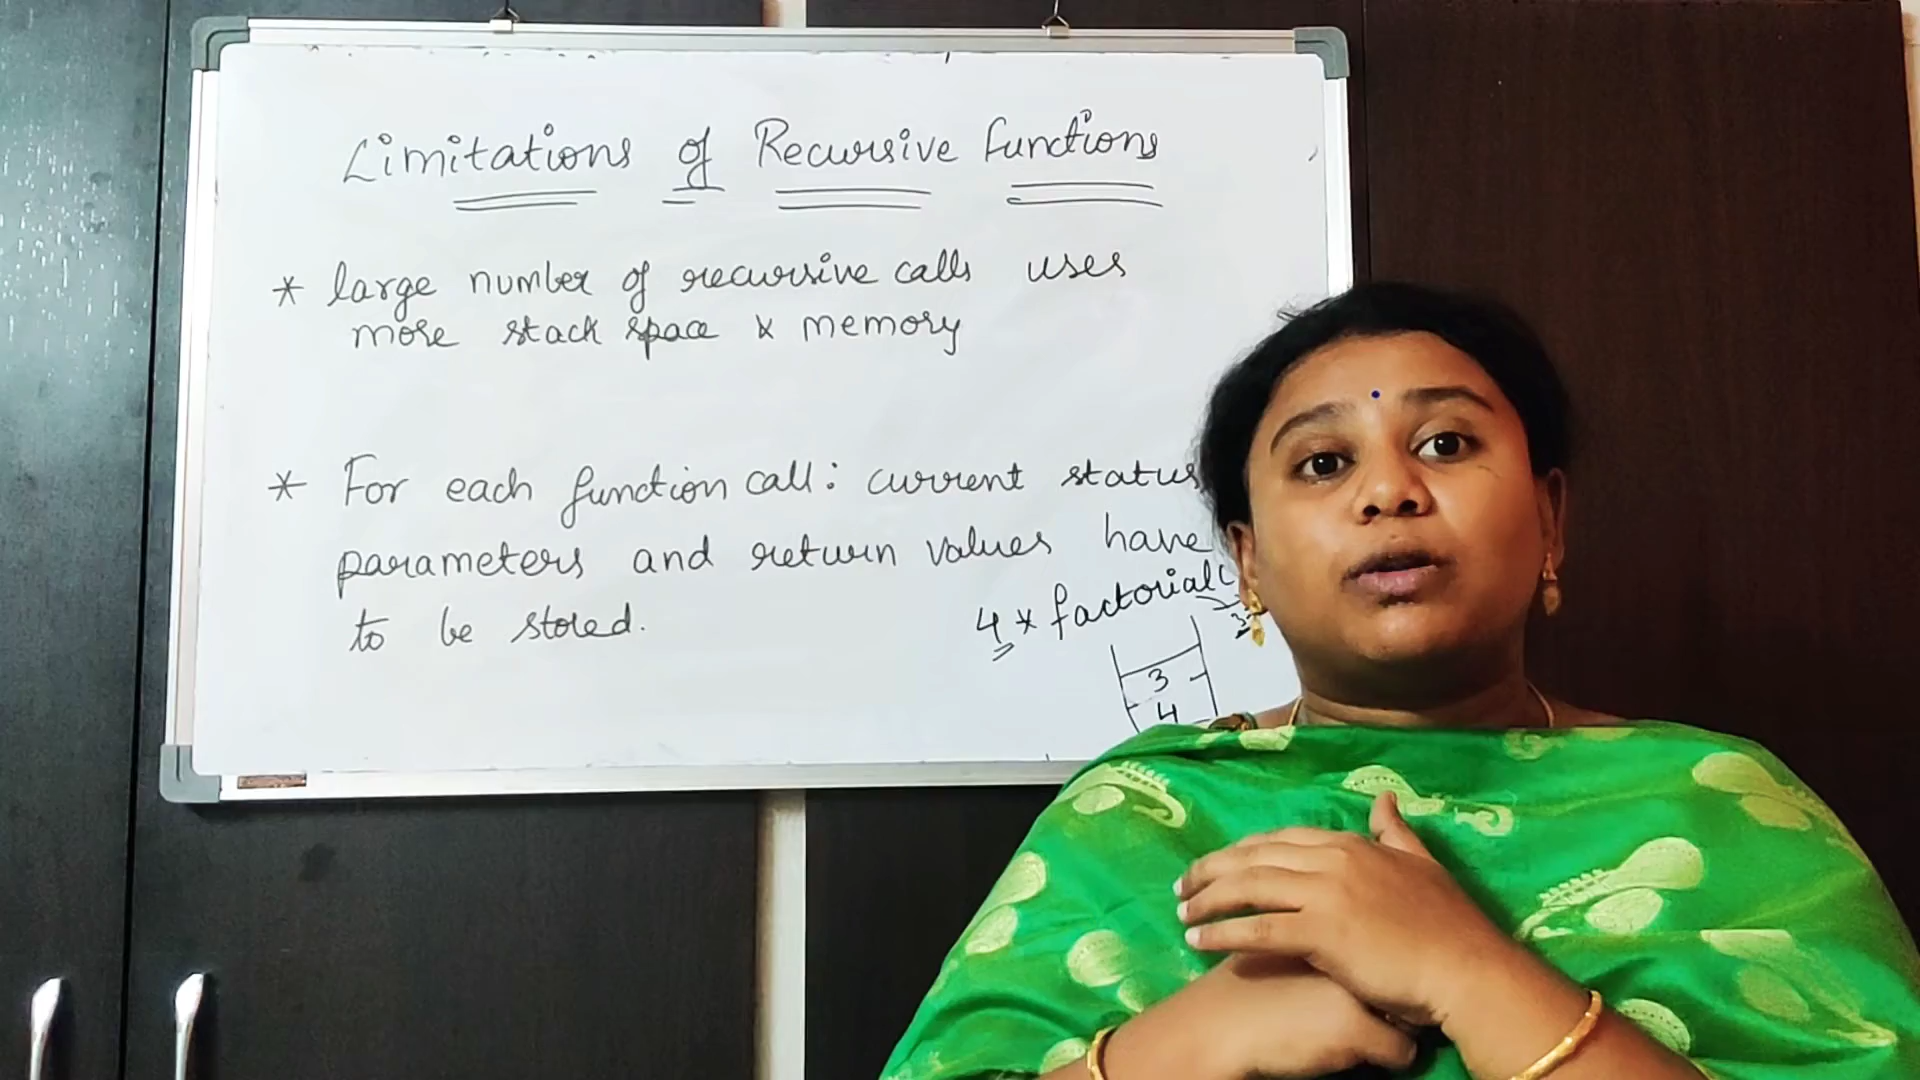 Limitations of Recursive functions
* large number of recursive calls uses
more stack space & memory
* For each function call: current status
parameters and return values have
to be stored.
4 * factorial(
3
3
4